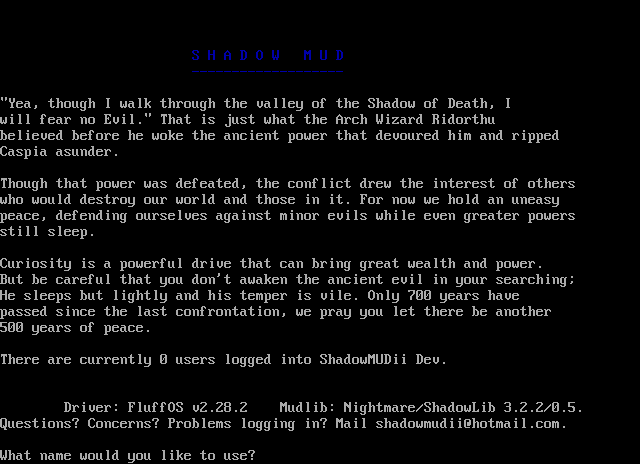 SHADOW MUD
-------------------
"Yea, though I walk through the valley of the Shadow of Death, I
will fear no Evil." That is just what the Arch Wizard Ridorthu
believed before he woke the ancient power that devoured him and ripped
Caspia asunder.
Though that power was defeated, the conflict drew the interest of others
who would destroy our world and those in it. For now we hold an uneasy
peace, defending ourselves against minor evils while even greater powers
still sleep.
Curiosity is a powerful drive that can bring great wealth and power.
But be careful that you don't awaken the ancient evil in your searching;
He sleeps but lightly and his temper is vile. Only 700 years have
passed since the last confrontation, we pray you let there be another
500 years of peace.
There are currently 0 users logged into ShadowMUDii Dev.
Driver: FluffOS v2.28.2    Mudlib: Nightmare/ShadowLib 3.2.2/0.5.
Questions? Concerns? Problems logging in? Mail shadowmudii@hotmail.com.
What name would you like to use?